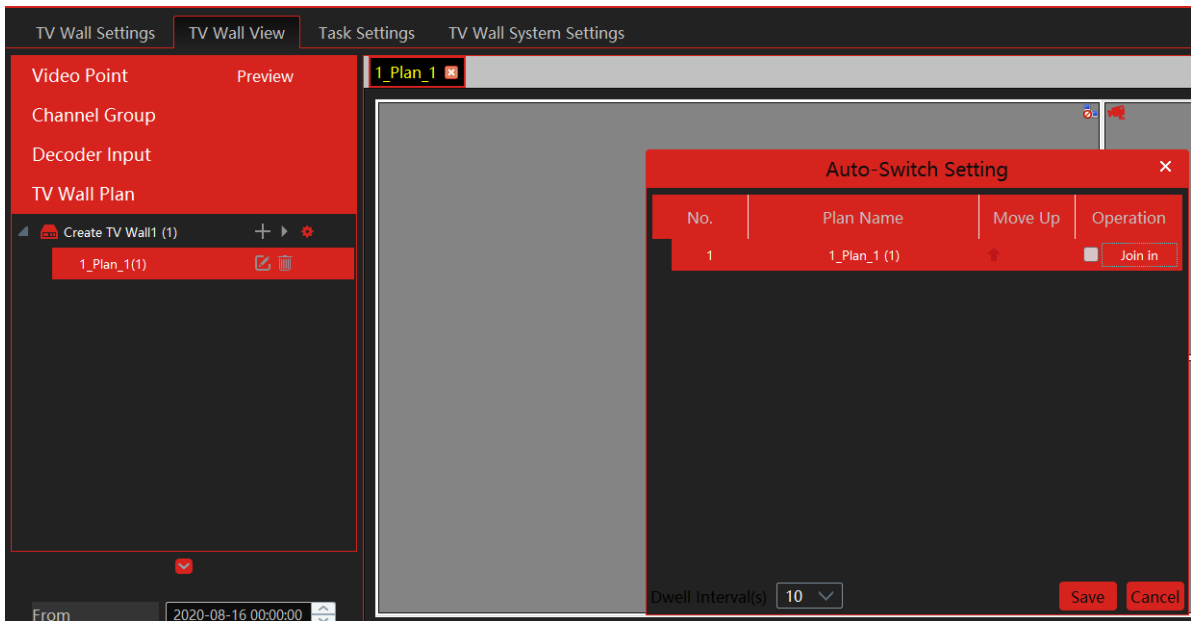 TV Wall Settings TV Wall View Task Settings TV Wall System Settings
Video Point Preview
Channel Group
Decoder Input
TV Wall Plan
Create TV Wall1 (1)
1_Plan_1(1)
From 2020-08-16 00:00:00
1_Plan_1
Auto-Switch Setting
No. Plan Name Move Up Operation
1 1_Plan_1 (1) Join in
Dwell Interval(s) 10
Save Cancel